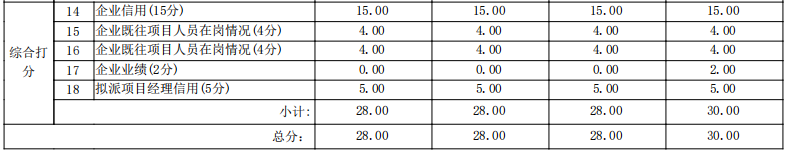 14 企业信用(15分) 15.00 15.00 15.00 15.00
15 企业既往项目人员在岗情况(4分) 4.00 4.00 4.00 4.00
综合打分 16 企业既往项目人员在岗情况(4分) 4.00 4.00 4.00 4.00
17 企业业绩(2分) 0.00 0.00 0.00 2.00
18 拟派项目经理信用(5分) 5.00 5.00 5.00 5.00
小计: 28.00 28.00 28.00 30.00
总分: 28.00 28.00 28.00 30.00